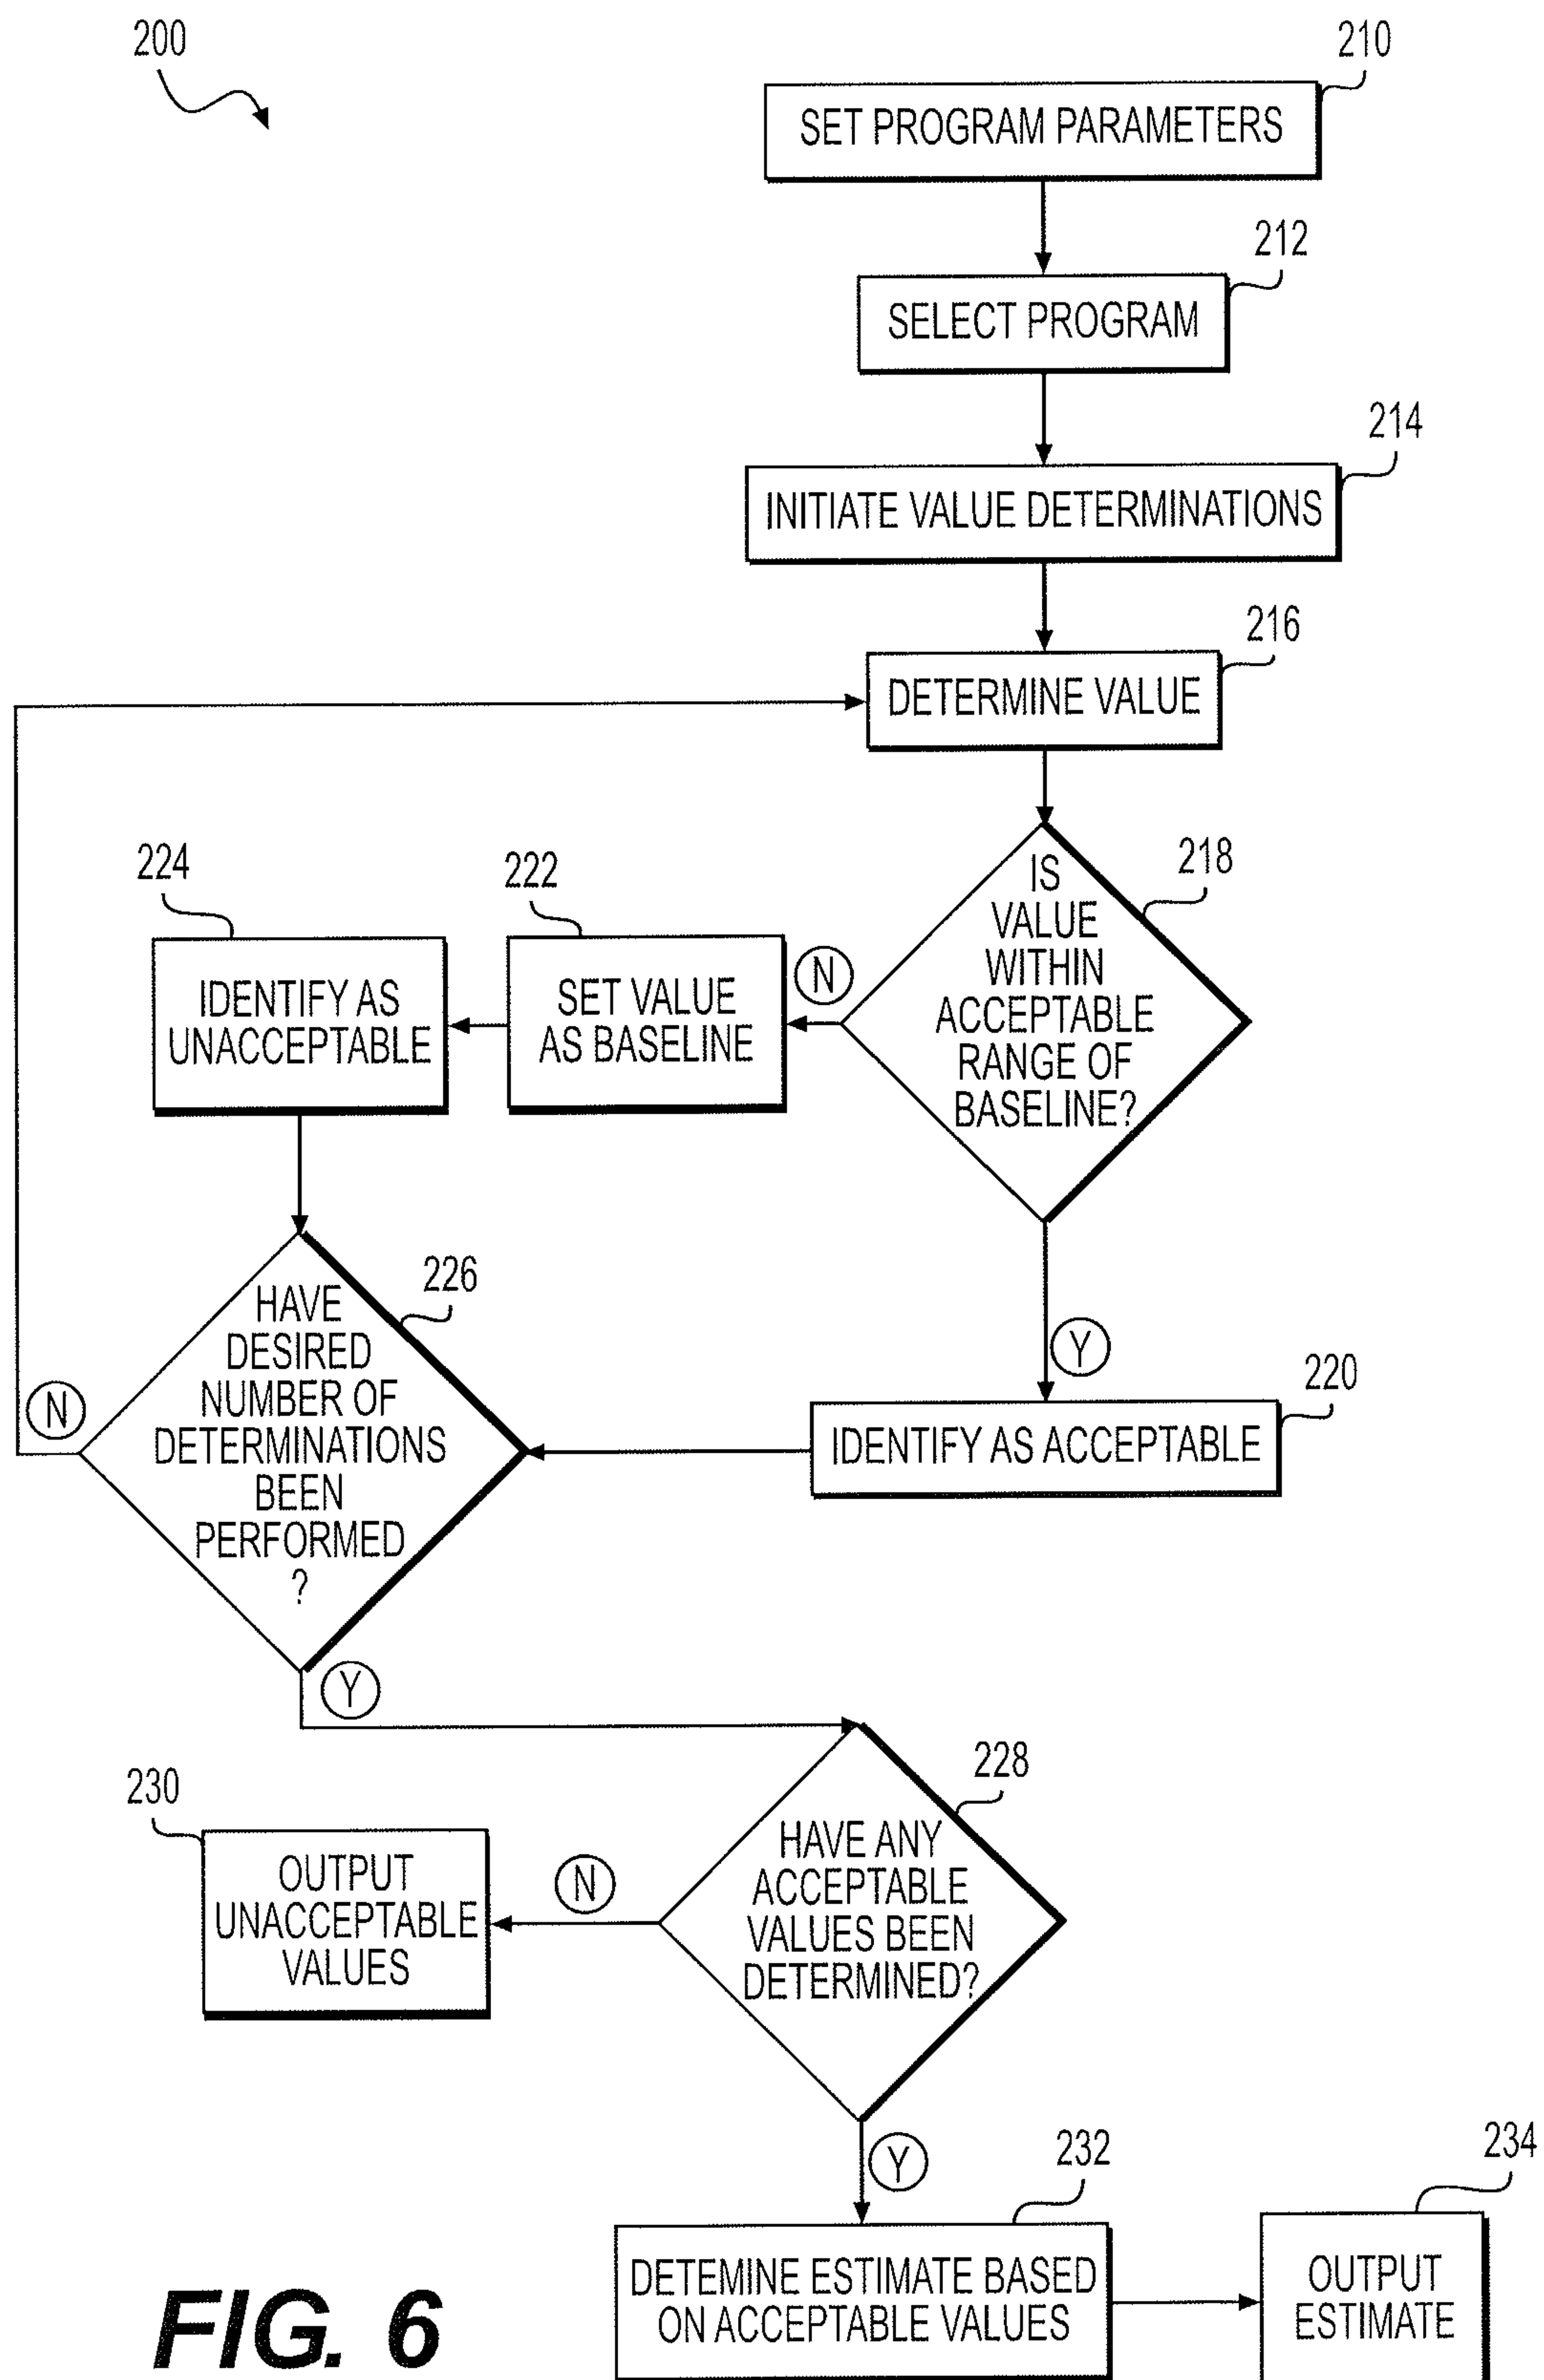 200
210
SET PROGRAM PARAMETERS
212
SELECT PROGRAM
214
INITIATE VALUE DETERMINATIONS
216
DETERMINE VALUE
218
IS
VALUE
WITHIN
ACCEPTABLE
RANGE OF
BASELINE?
N
222
SET VALUE
AS BASELINE
224
IDENTIFY AS
UNACCEPTABLE
Y
220
IDENTIFY AS ACCEPTABLE
226
HAVE
DESIRED
NUMBER OF
DETERMINATIONS
BEEN
PERFORMED
?
N
Y
228
HAVE ANY
ACCEPTABLE
VALUES BEEN
DETERMINED?
N
230
OUTPUT
UNACCEPTABLE
VALUES
Y
232
DETEMINE ESTIMATE BASED
ON ACCEPTABLE VALUES
234
OUTPUT
ESTIMATE
FIG. 6